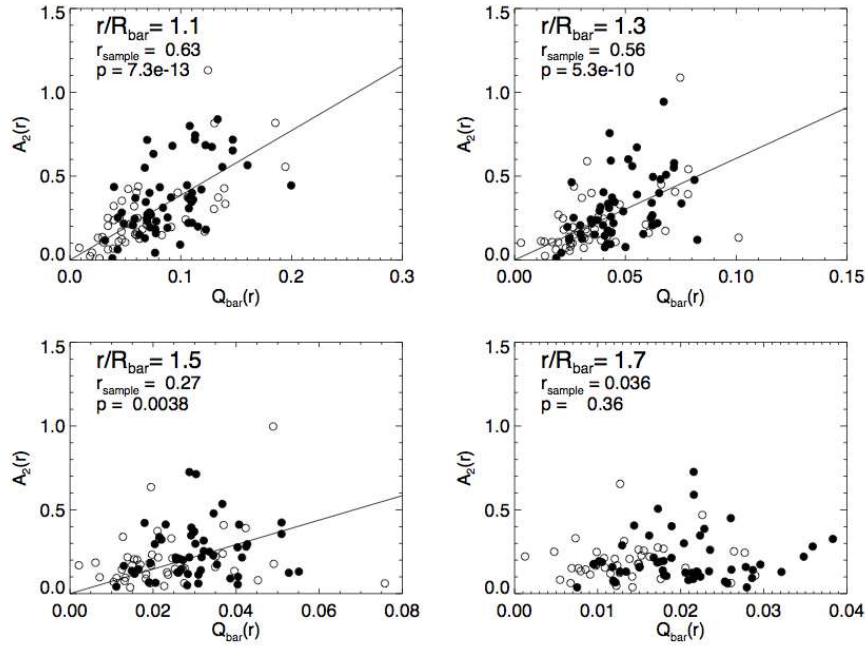 r/R_bar= 1.1
r_sample = 0.63
p = 7.3e-13
1.5
1.0
0.5
0.0
A₂(r)
0.0 0.1 0.2 0.3
Q_bar(r)
r/R_bar= 1.3
r_sample = 0.56
p = 5.3e-10
1.5
1.0
0.5
0.0
A₂(r)
0.00 0.05 0.10 0.15
Q_bar(r)
r/R_bar= 1.5
r_sample = 0.27
p = 0.0038
1.5
1.0
0.5
0.0
A₂(r)
0.00 0.02 0.04 0.06 0.08
Q_bar(r)
r/R_bar= 1.7
r_sample = 0.036
p = 0.36
1.5
1.0
0.5
0.0
A₂(r)
0.00 0.01 0.02 0.03 0.04
Q_bar(r)